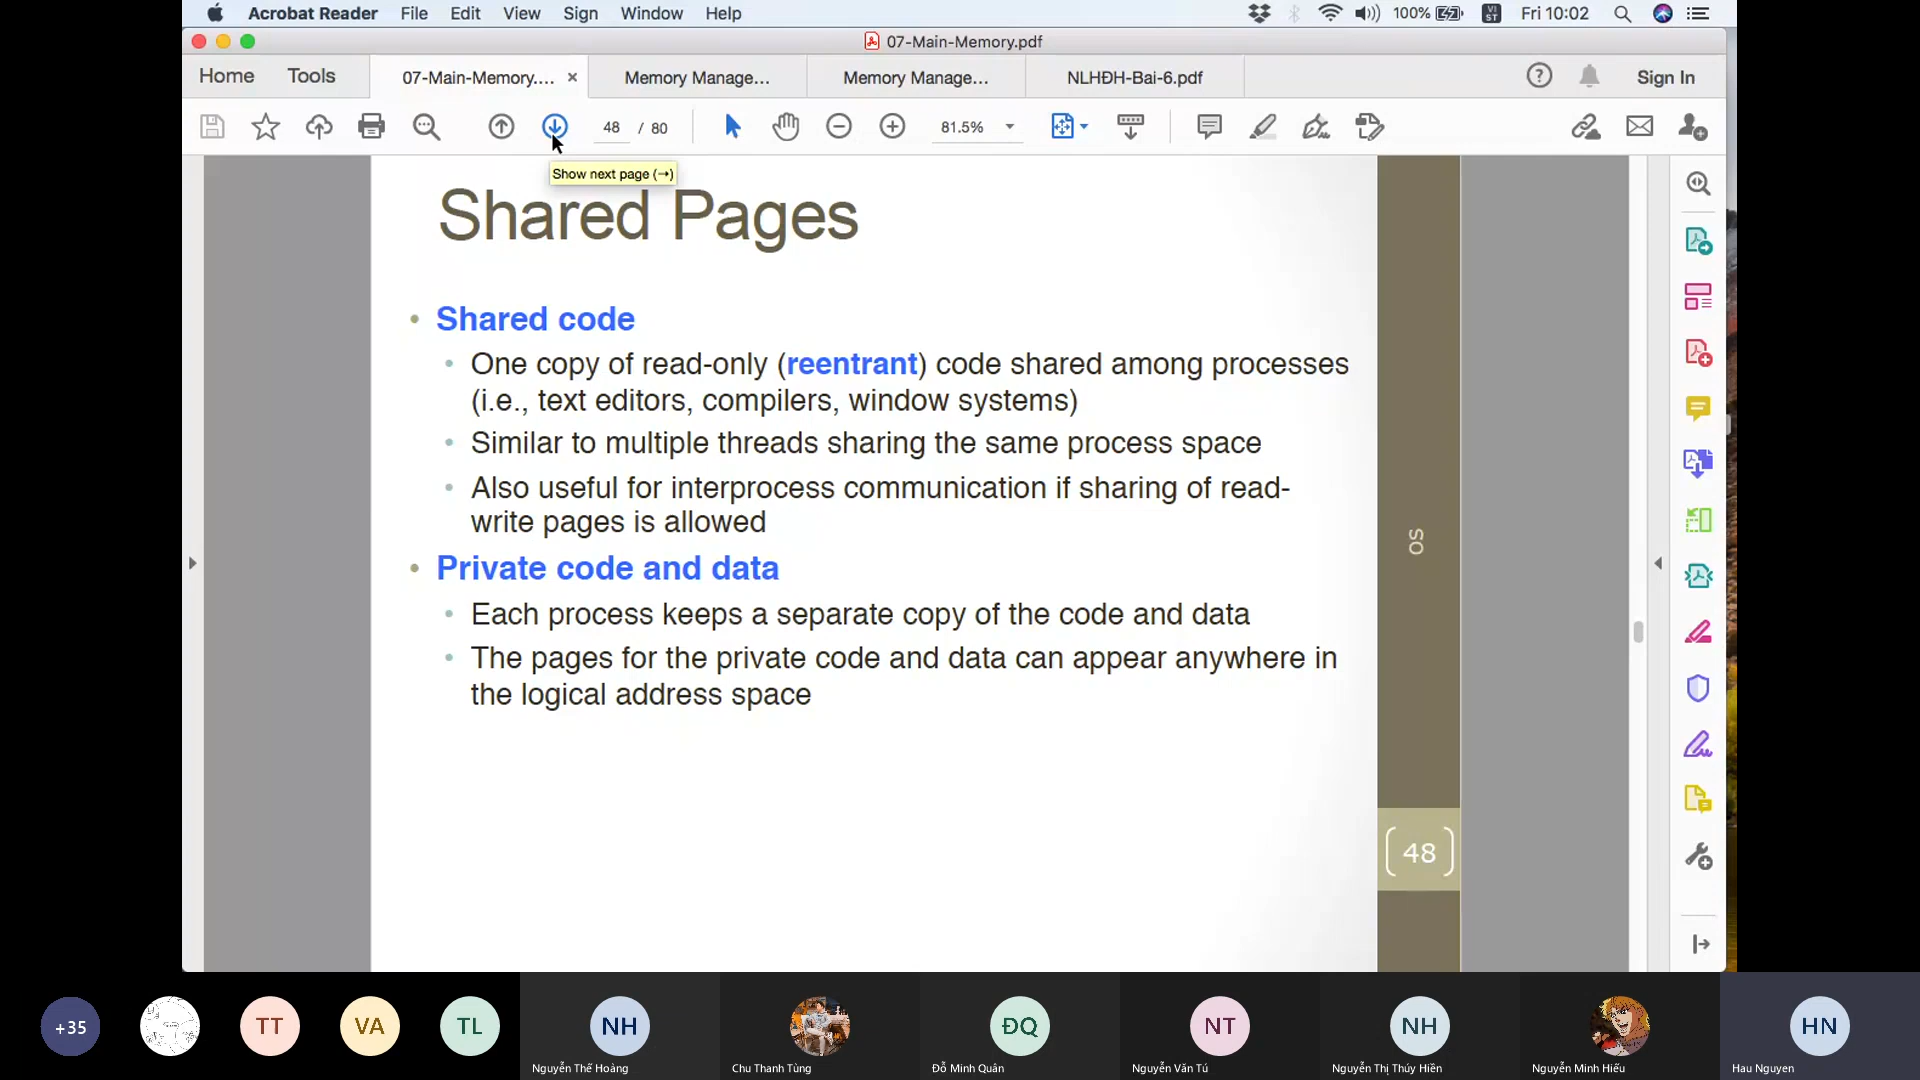 Acrobat Reader File Edit View Sign Window Help 100% VI ST Fri 10:02
07-Main-Memory.pdf
Home Tools 07-Main-Memory.... × Memory Manage... Memory Manage... NLHĐH-Bai-6.pdf Sign In
48 / 80 81.5%
Show next page (→)
Shared Pages
• Shared code
• One copy of read-only (reentrant) code shared among processes
(i.e., text editors, compilers, window systems)
• Similar to multiple threads sharing the same process space
• Also useful for interprocess communication if sharing of read-
write pages is allowed
• Private code and data
• Each process keeps a separate copy of the code and data
• The pages for the private code and data can appear anywhere in
the logical address space
OS
48
+35 TT VA TL NH ĐQ NT NH HN
Nguyễn Thế Hoàng Chu Thanh Tùng Đỗ Minh Quân Nguyễn Văn Tú Nguyễn Thị Thúy Hiền Nguyễn Minh Hiếu Hau Nguyen